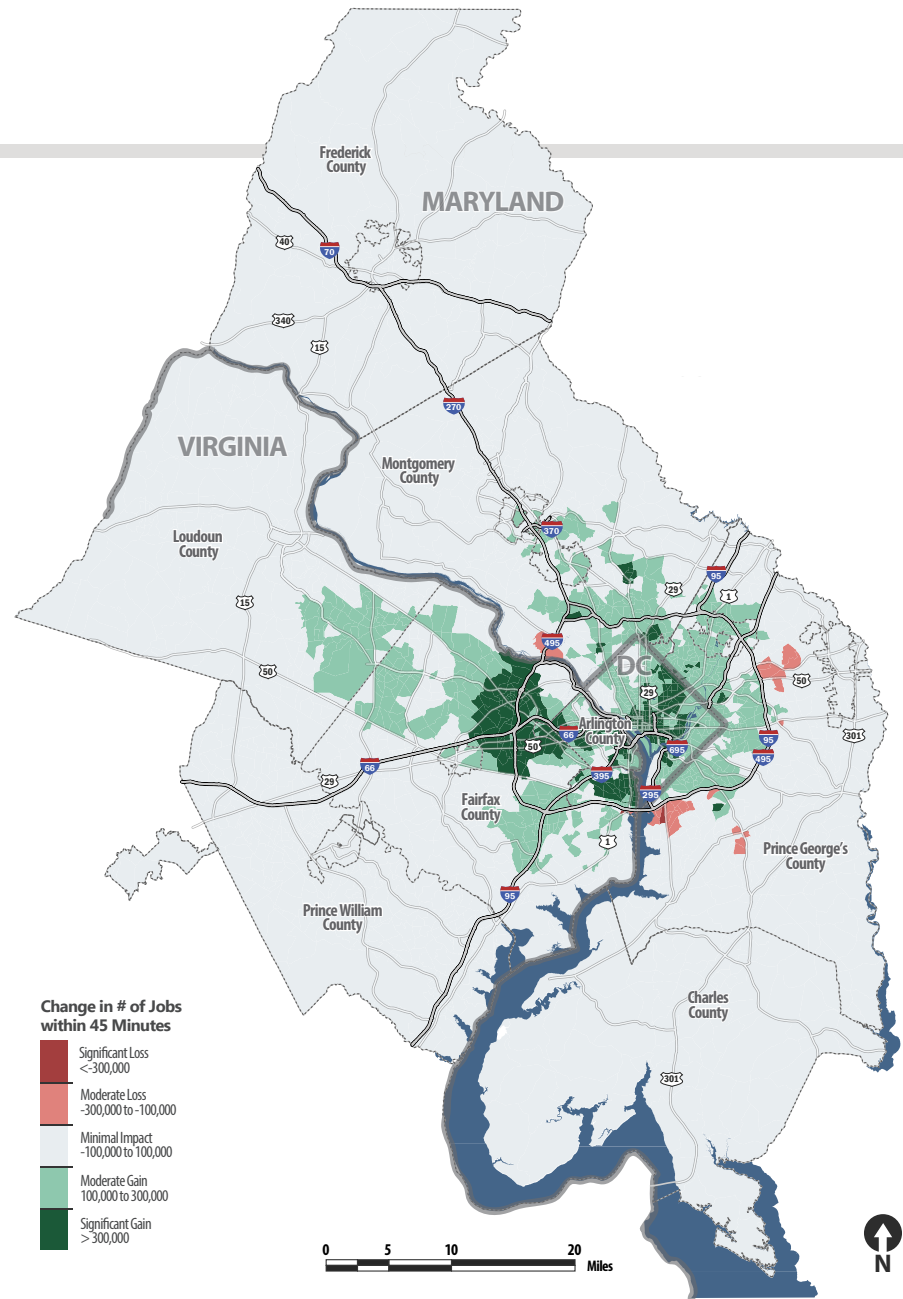 Frederick
County
MARYLAND
40
70
340
15
270
VIRGINIA
Montgomery
County
370
Loudoun
County
95
29
1
15
495
DC
50
50
29
Arlington
County
66
301
50
695
95
66
395
495
29
295
Fairfax
County
1
Prince George's
County
95
Prince William
County
Charles
County
301
Change in # of Jobs
within 45 Minutes
Significant Loss
<-300,000
Moderate Loss
-300,000 to -100,000
Minimal Impact
-100,000 to 100,000
Moderate Gain
100,000 to 300,000
Significant Gain
> 300,000
0 5 10 20
Miles
N